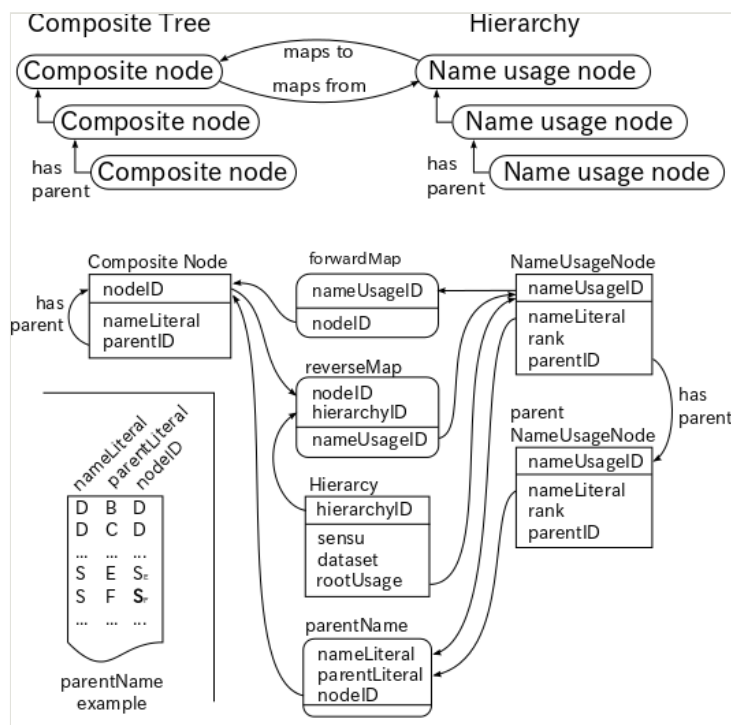 Composite Tree
Hierarchy
maps to
Composite node
Name usage node
maps from
Composite node
Name usage node
has
parent
Composite node
has
parent
Name usage node
forwardMap
Composite Node
nodeID
nameLiteral
parentID
has
parent
nameUsageID
nodeID
NameUsageNode
nameUsageID
nameLiteral
rank
parentID
has
parent
reverseMap
nodeID
hierarchyID
nameUsageID
parent
NameUsageNode
nameUsageID
nameLiteral
rank
parentID
Hierarcy
hierarchyID
sensu
dataset
rootUsage
parentName
nameLiteral
parentLiteral
nodeID
nameLiteral
parentLiteral
nodeID
D B D
D C D
... ... ...
S E S
S F S
... ... ...
parentName
example